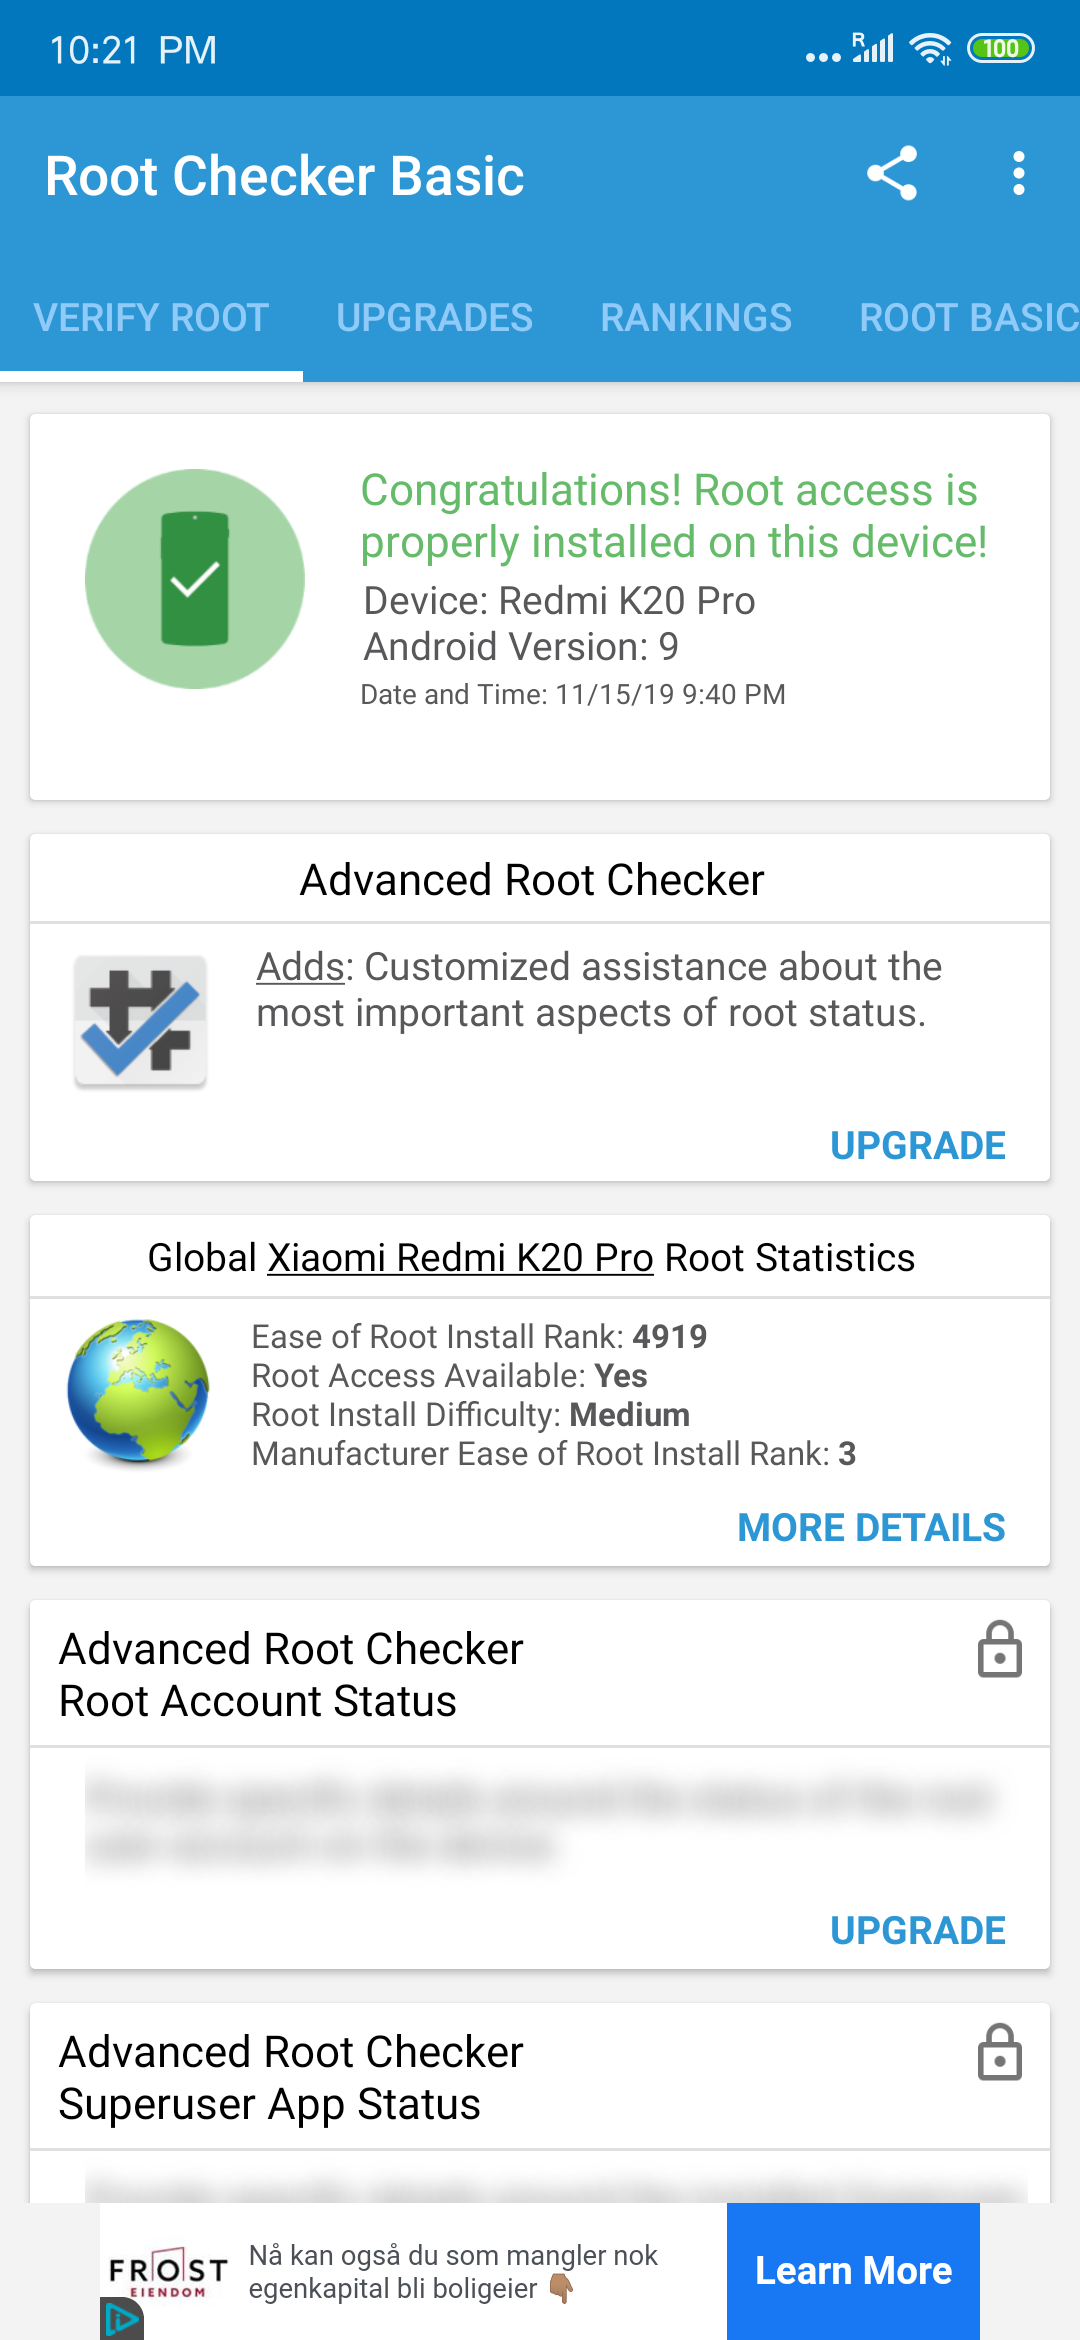 10:21 PM
R
100
Root Checker Basic
VERIFY ROOT
UPGRADES
RANKINGS
ROOT BASIC
Congratulations! Root access is
properly installed on this device!
Device: Redmi K20 Pro
Android Version: 9
Date and Time: 11/15/19 9:40 PM
Advanced Root Checker
Adds: Customized assistance about the
most important aspects of root status.
UPGRADE
Global Xiaomi Redmi K20 Pro Root Statistics
Ease of Root Install Rank: 4919
Root Access Available: Yes
Root Install Difficulty: Medium
Manufacturer Ease of Root Install Rank: 3
MORE DETAILS
Advanced Root Checker
Root Account Status
UPGRADE
Advanced Root Checker
Superuser App Status
FROST
EIENDOM
Nå kan også du som mangler nok
egenkapital bli boligeier 👇🏽
Learn More